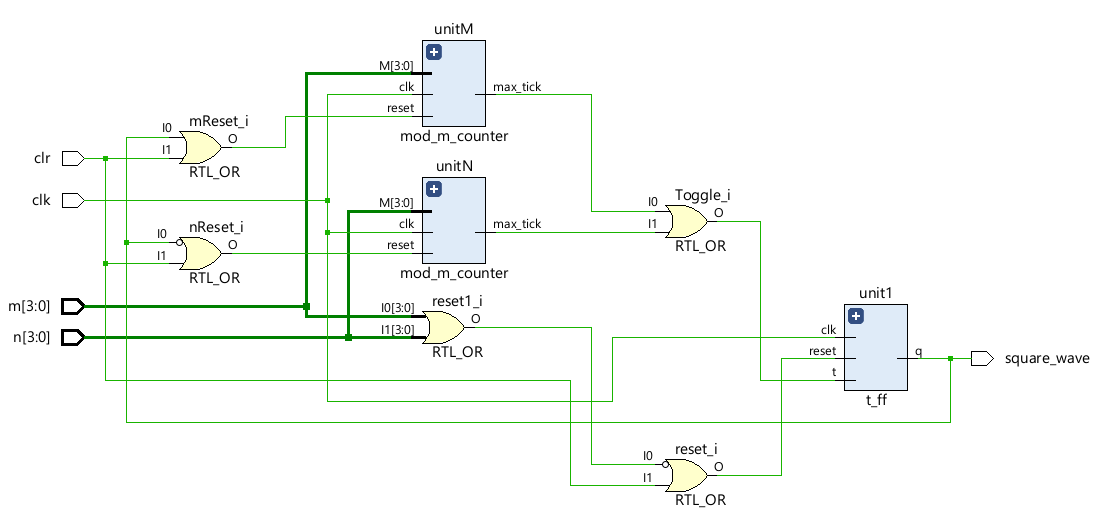 unitM
M[3:0]
clk
max_tick
reset
mod_m_counter
mReset_i
I0
O
I1
RTL_OR
clr
clk
unitN
M[3:0]
clk
max_tick
reset
mod_m_counter
nReset_i
I0
O
I1
RTL_OR
Toggle_i
I0
O
I1
RTL_OR
m[3:0]
n[3:0]
reset1_i
I0[3:0]
O
I1[3:0]
RTL_OR
unit1
clk
reset
q
t
t_ff
square_wave
reset_i
I0
O
I1
RTL_OR